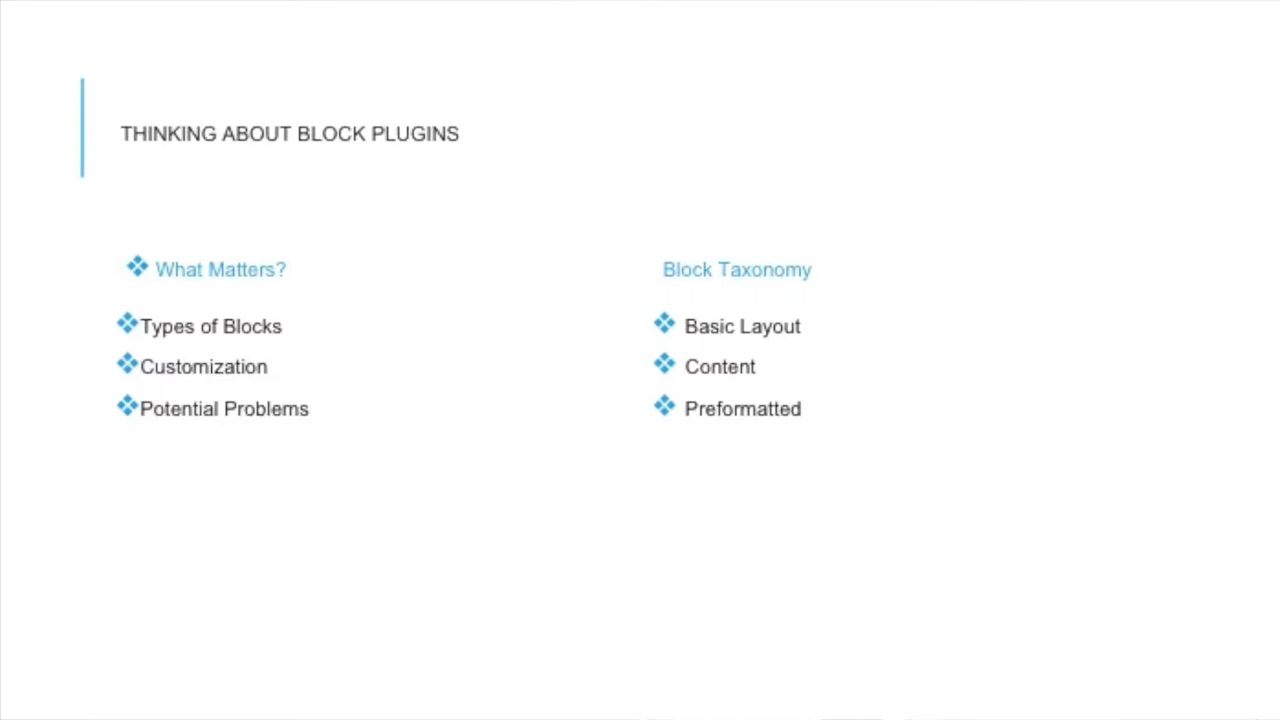 THINKING ABOUT BLOCK PLUGINS
What Matters?
Types of Blocks
Customization
Potential Problems
Block Taxonomy
Basic Layout
Content
Preformatted